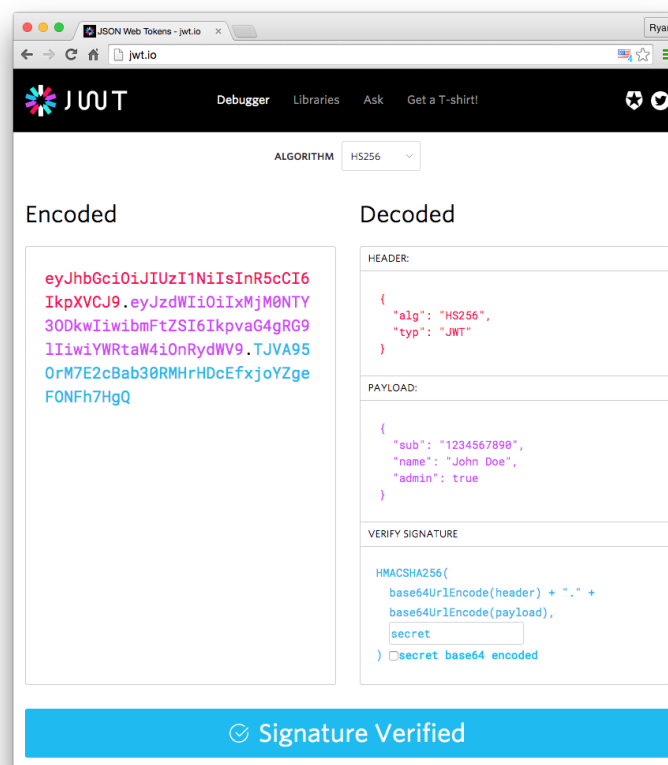 JSON Web Tokens - jwt.io
jwt.io
JWT
Debugger Libraries Ask Get a T-shirt!
ALGORITHM HS256
Encoded
eyJhbGciOiJIUzI1NiIsInR5cCI6
IkpXVCJ9.eyJzdWIiOiIxMjM0NTY
3ODkwIiwibmFtZSI6IkpvaG4gRG9
lIiwiYWRtaW4iOnRydWV9.TJVA95
OrM7E2cBab30RMHrHDcEfxjoYZge
FONFh7HgQ
Decoded
HEADER:
{
"alg": "HS256",
"typ": "JWT"
}
PAYLOAD:
{
"sub": "1234567890",
"name": "John Doe",
"admin": true
}
VERIFY SIGNATURE
HMACSHA256(
base64UrlEncode(header) + "." +
base64UrlEncode(payload),
secret
) secret base64 encoded
Signature Verified